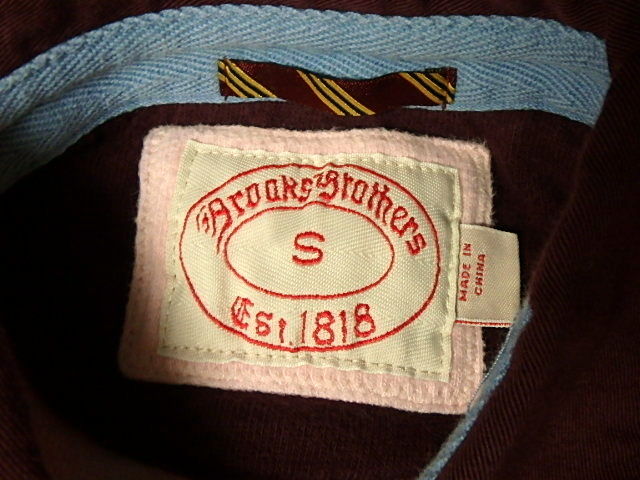 Brooks Brothers
S
Est. 1818
MADE IN
CHINA